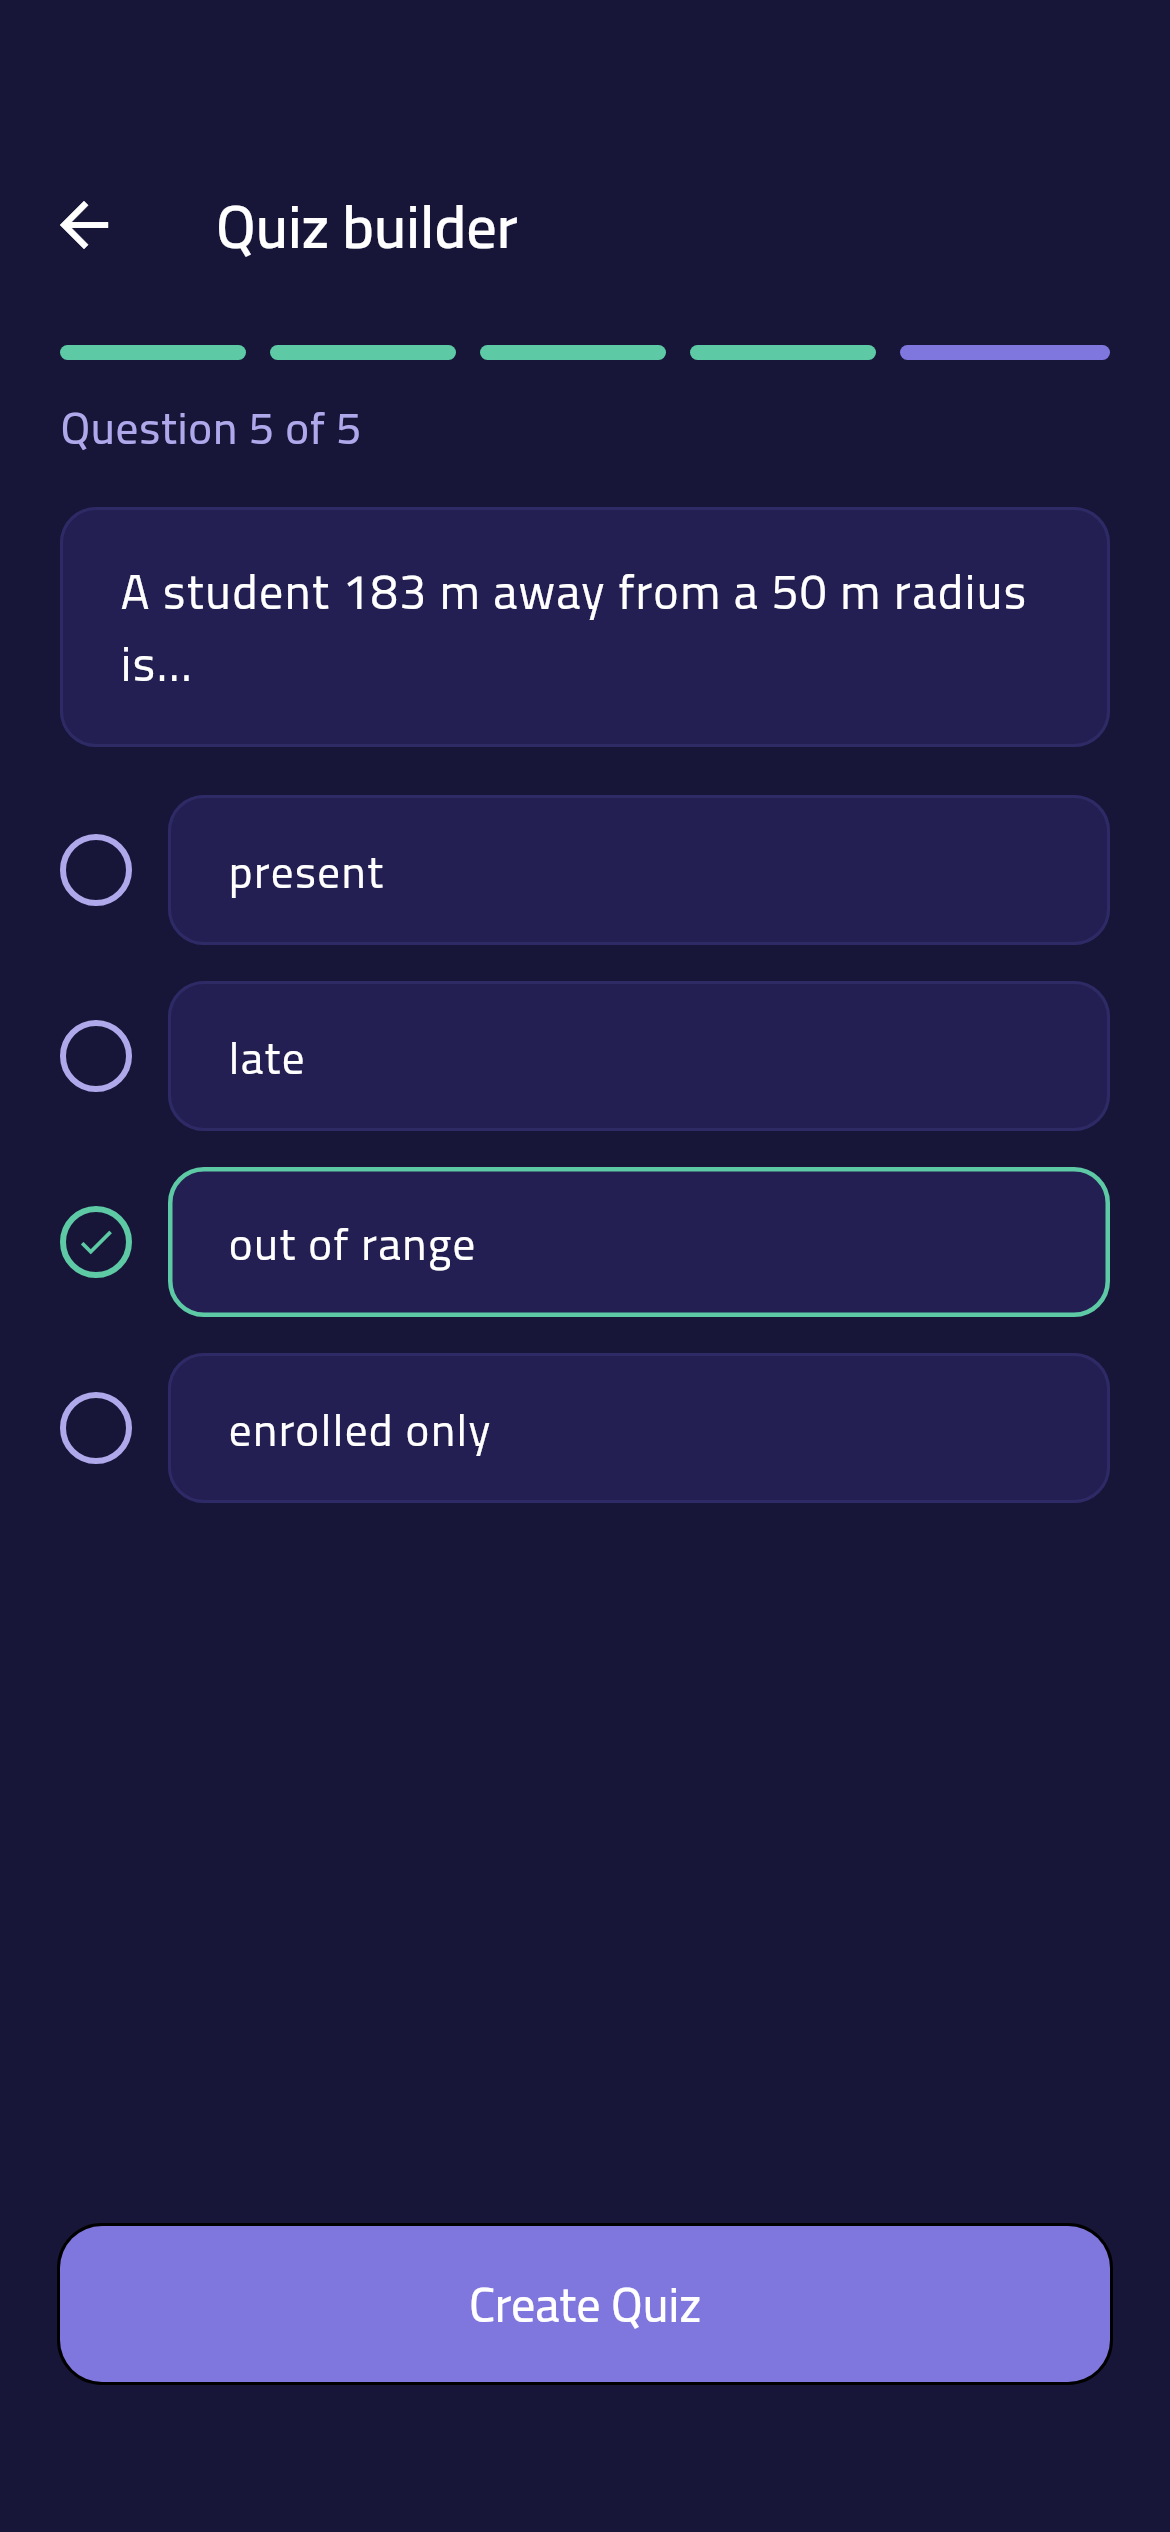 Quiz builder
Question 5 of 5
A student 183 m away from a 50 m radius
is...
present
late
out of range
enrolled only
Create Quiz